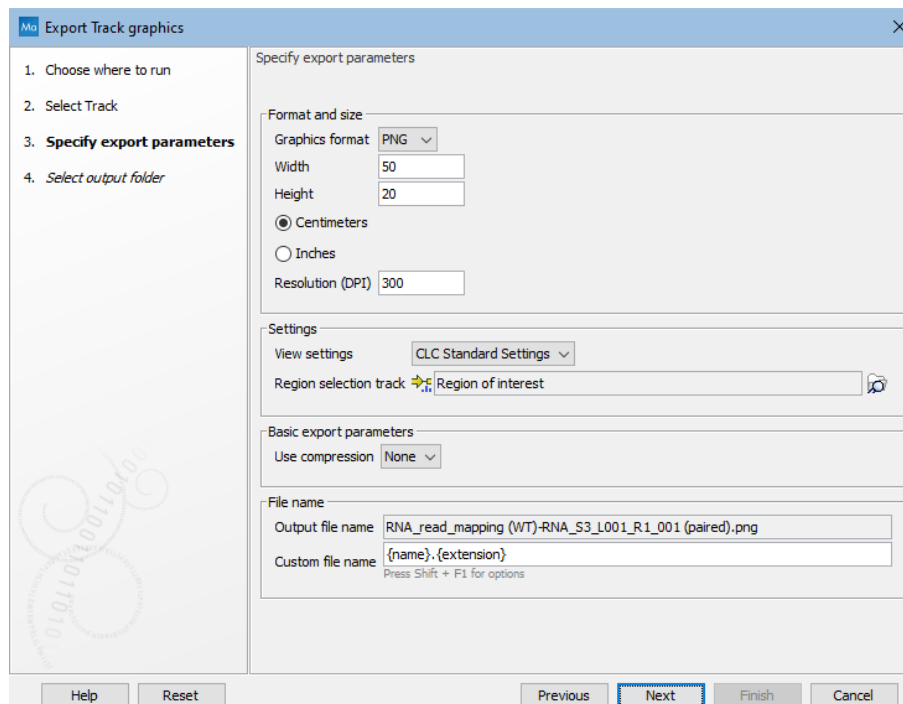 Ma Export Track graphics
1. Choose where to run
2. Select Track
3. Specify export parameters
4. Select output folder
Specify export parameters
Format and size
Graphics format PNG
Width 50
Height 20
Centimeters
Inches
Resolution (DPI) 300
Settings
View settings CLC Standard Settings
Region selection track Region of interest
Basic export parameters
Use compression None
File name
Output file name RNA_read_mapping (WT)-RNA_S3_L001_R1_001 (paired).png
Custom file name {name}.{extension}
Press Shift + F1 for options
Help Reset Previous Next Finish Cancel